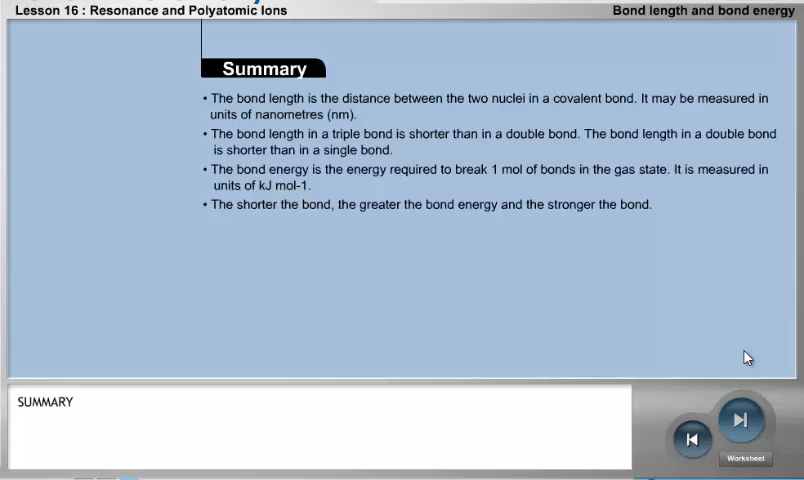 Lesson 16 : Resonance and Polyatomic Ions
Bond length and bond energy
Summary
• The bond length is the distance between the two nuclei in a covalent bond. It may be measured in
units of nanometres (nm).
• The bond length in a triple bond is shorter than in a double bond. The bond length in a double bond
is shorter than in a single bond.
• The bond energy is the energy required to break 1 mol of bonds in the gas state. It is measured in
units of kJ mol-1.
• The shorter the bond, the greater the bond energy and the stronger the bond.
SUMMARY
Worksheet